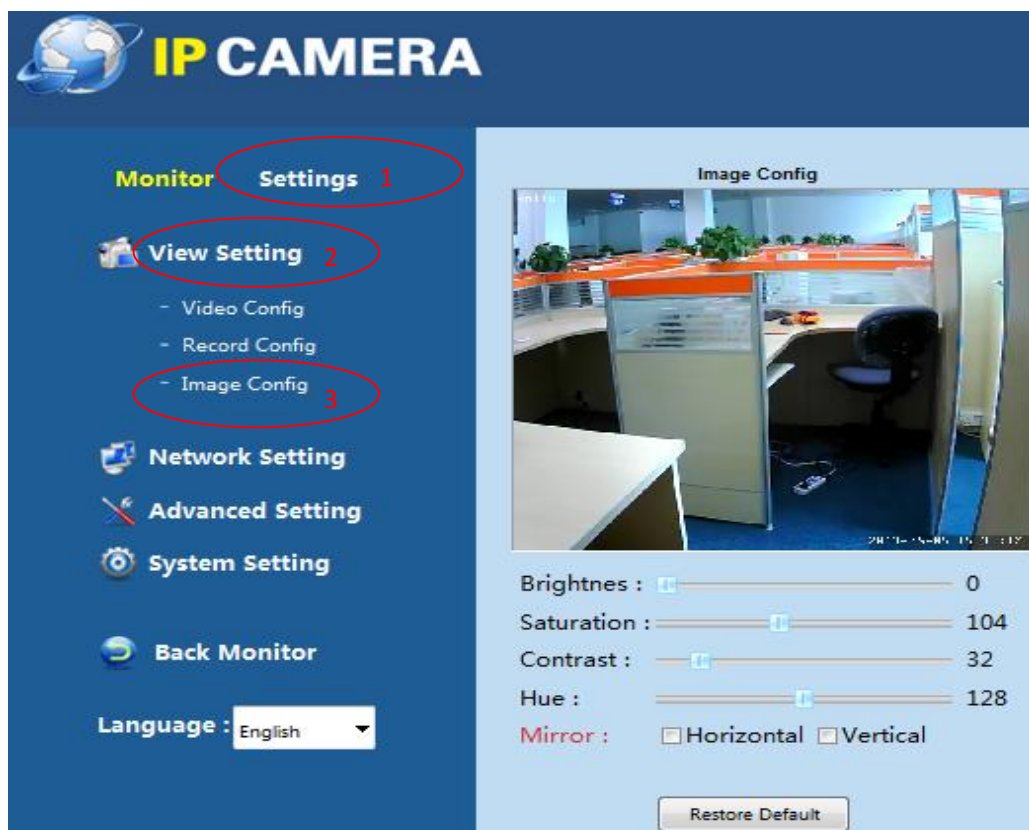 IP CAMERA
Monitor Settings 1
View Setting 2
- Video Config
- Record Config
- Image Config 3
Network Setting
Advanced Setting
System Setting
Back Monitor
Language : English
Image Config
Brightnes : 0
Saturation : 104
Contrast : 32
Hue : 128
Mirror : Horizontal Vertical
Restore Default